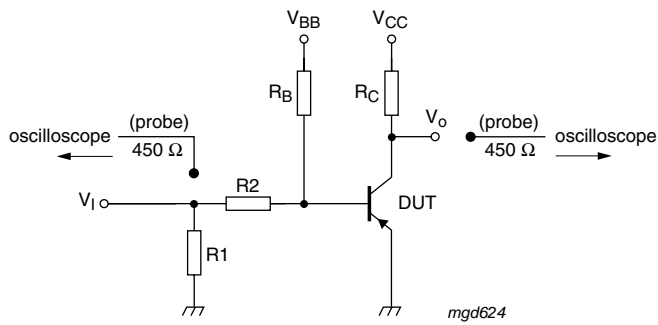 V_BB V_CC
R_B R_C
(probe) V_o (probe)
oscilloscope oscilloscope
450 Ω 450 Ω
R2 DUT
V_I
R1
mgd624